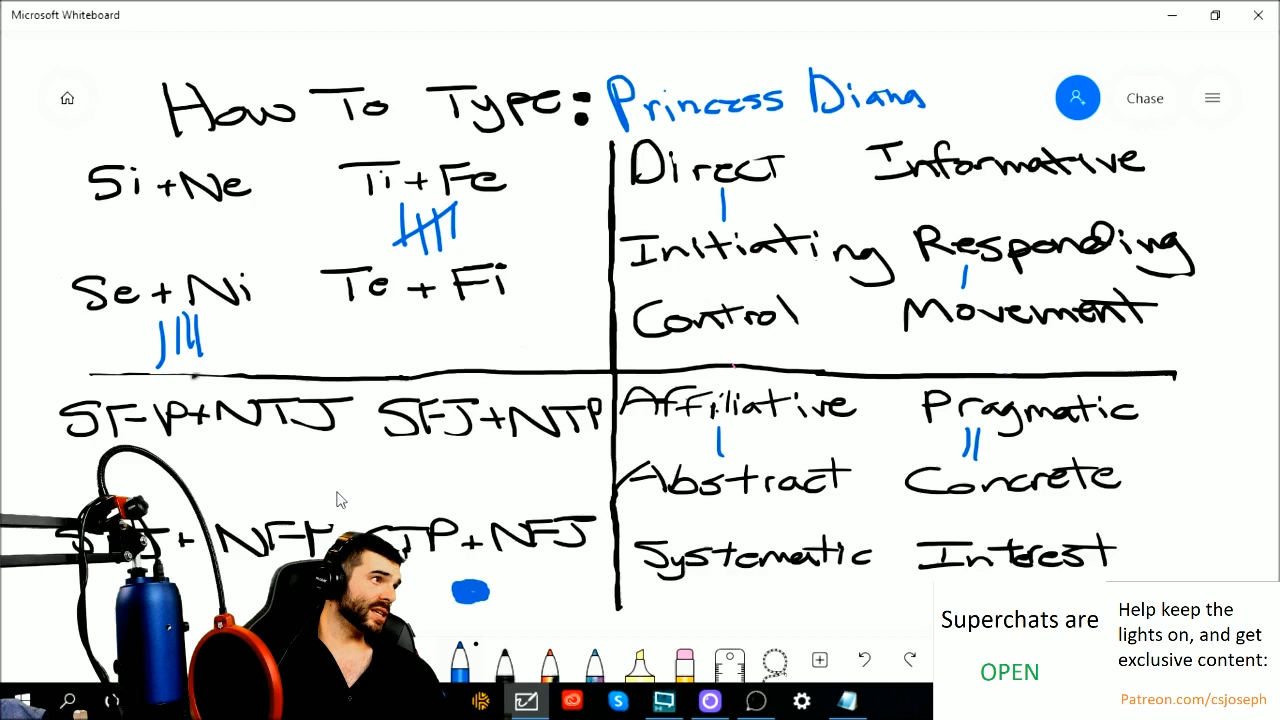 Microsoft Whiteboard
How To Type: Princess Diana
Chase
Si + Ne Ti + Fe
Se + Ni Te + Fi
Direct Informative
Initiating Responding
Control Movement
SFP + NTJ SFJ + NTP
+ NFP STP + NFJ
Affiliative Pragmatic
Abstract Concrete
Systematic Interest
Superchats are
OPEN
Help keep the
lights on, and get
exclusive content:
Patreon.com/csjoseph